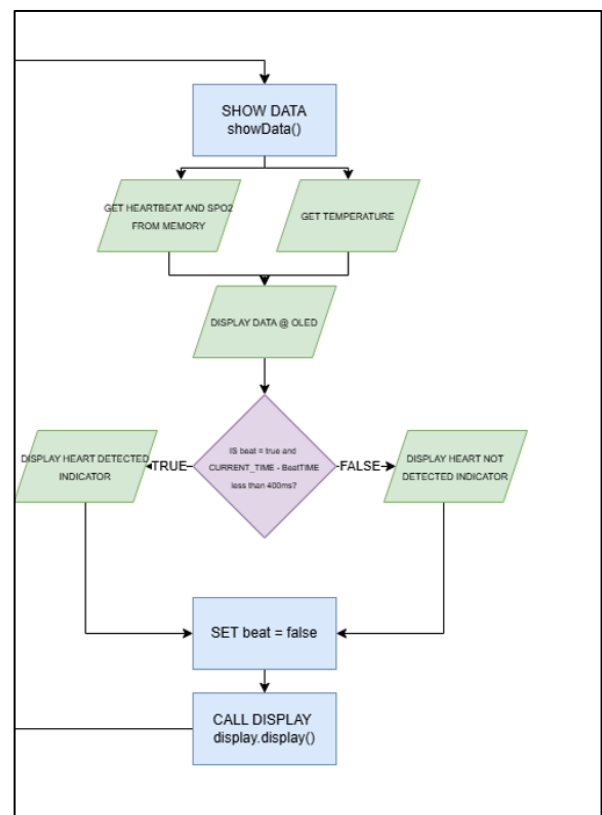 SHOW DATA
showData()
GET HEARTBEAT AND SPO2
FROM MEMORY
GET TEMPERATURE
DISPLAY DATA @ OLED
IS beat = true and
CURRENT_TIME - BeatTIME
less than 400ms?
TRUE
FALSE
DISPLAY HEART DETECTED
INDICATOR
DISPLAY HEART NOT
DETECTED INDICATOR
SET beat = false
CALL DISPLAY
display.display()